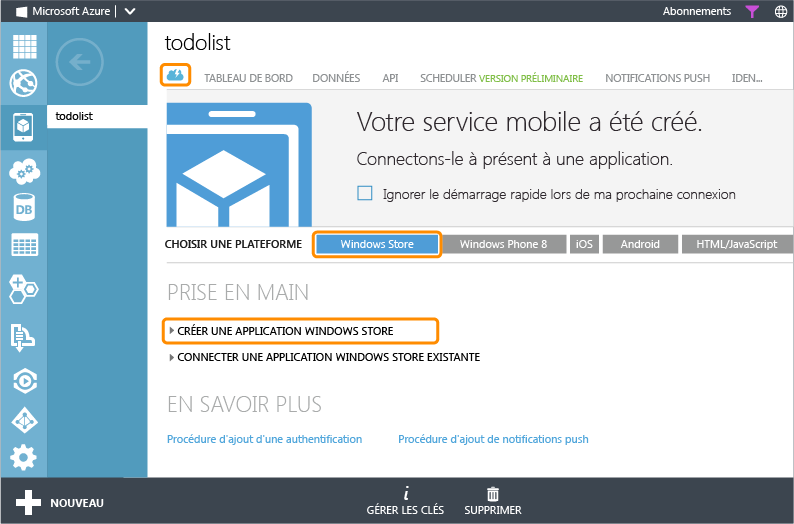 Microsoft Azure
Abonnements
todolist
todolist
TABLEAU DE BORD DONNÉES API SCHEDULER VERSION PRÉLIMINAIRE NOTIFICATIONS PUSH IDEN...
Votre service mobile a été créé.
Connectons-le à présent à une application.
Ignorer le démarrage rapide lors de ma prochaine connexion
CHOISIR UNE PLATEFORME Windows Store Windows Phone 8 iOS Android HTML/JavaScript
PRISE EN MAIN
CRÉER UNE APPLICATION WINDOWS STORE
CONNECTER UNE APPLICATION WINDOWS STORE EXISTANTE
EN SAVOIR PLUS
Procédure d'ajout d'une authentification Procédure d'ajout de notifications push
DB
NOUVEAU
GÉRER LES CLÉS SUPPRIMER